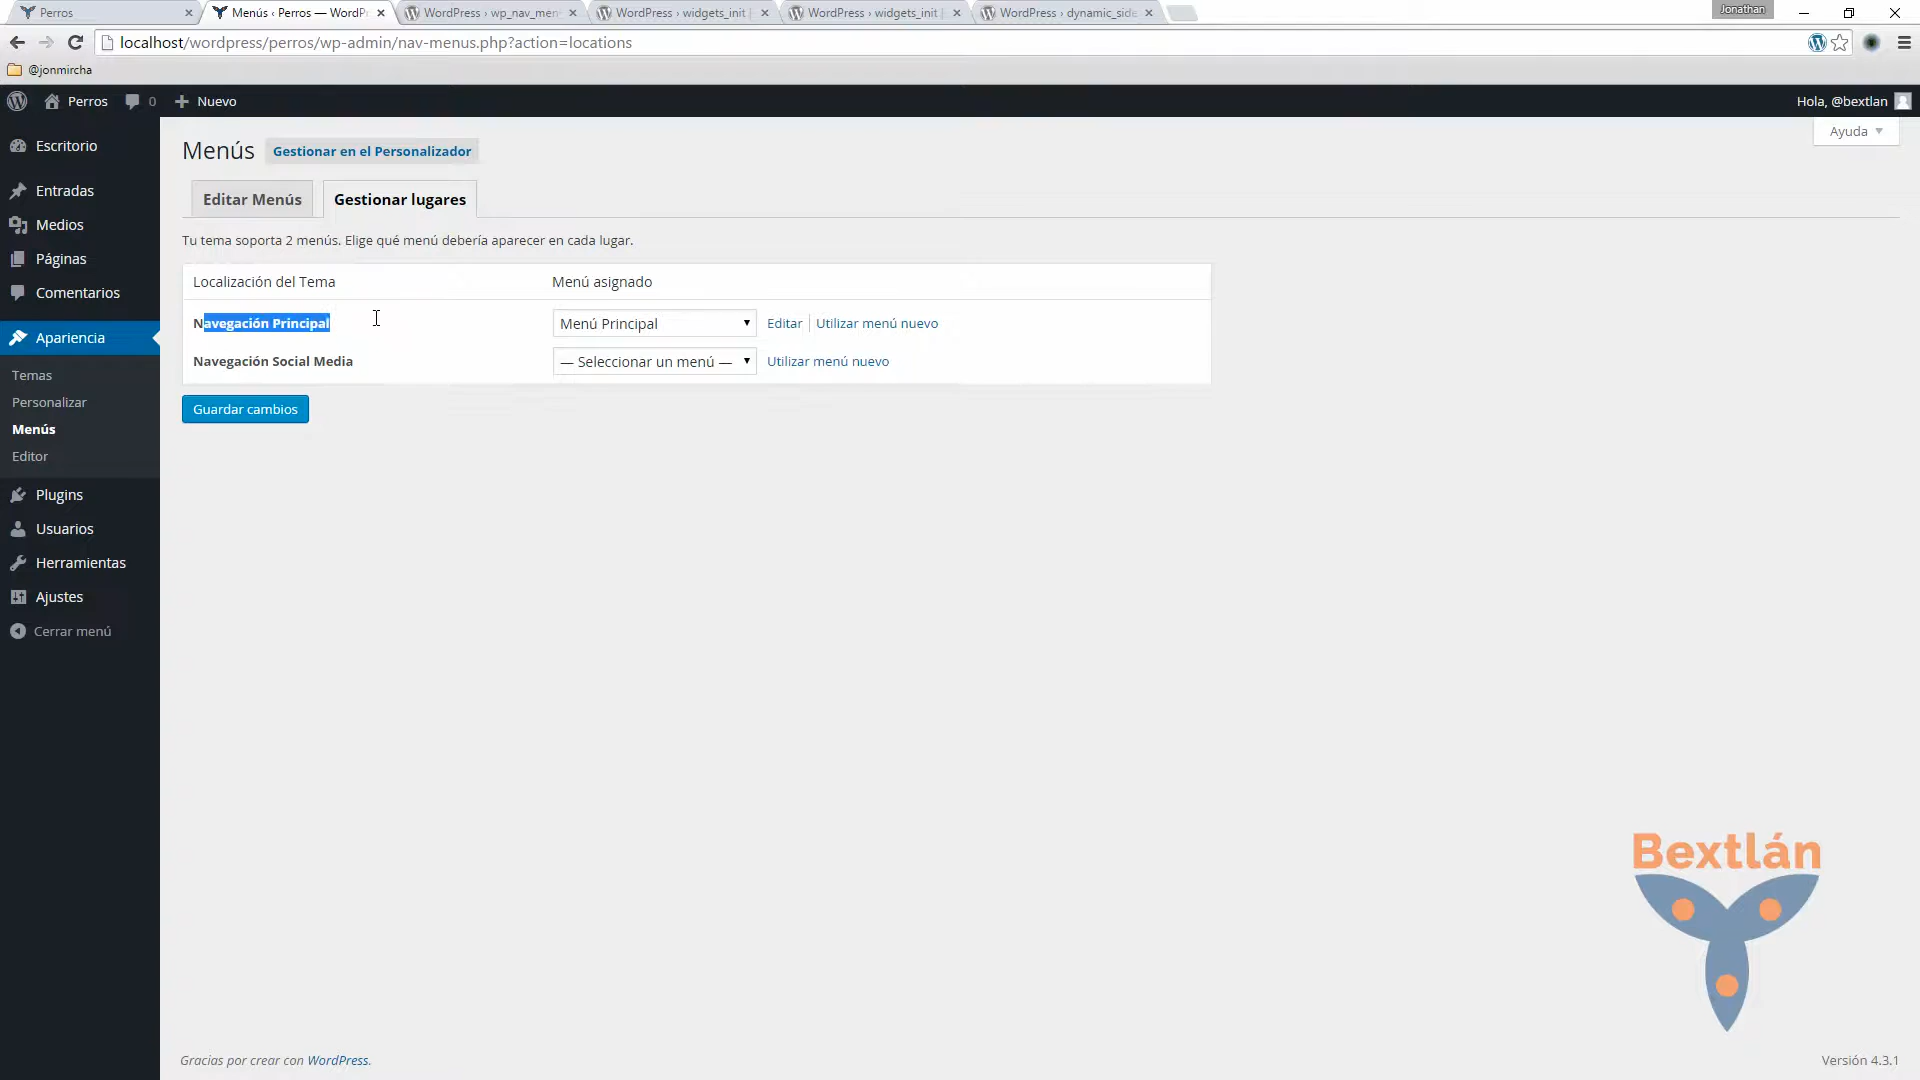 Perros
Menús ‹ Perros — WordPr
WordPress › wp_nav_men
WordPress › widgets_init |
WordPress › widgets_init |
WordPress › dynamic_side
Jonathan
localhost/wordpress/perros/wp-admin/nav-menus.php?action=locations
@jonmircha
Perros 0 Nuevo
Hola, @bextlan
Ayuda
Escritorio
Entradas
Medios
Páginas
Comentarios
Apariencia
Temas
Personalizar
Menús
Editor
Plugins
Usuarios
Herramientas
Ajustes
Cerrar menú
Menús Gestionar en el Personalizador
Editar Menús Gestionar lugares
Tu tema soporta 2 menús. Elige qué menú debería aparecer en cada lugar.
Localización del Tema Menú asignado
Navegación Principal Menú Principal Editar Utilizar menú nuevo
Navegación Social Media — Seleccionar un menú — Utilizar menú nuevo
Guardar cambios
Bextlán
Gracias por crear con WordPress.
Versión 4.3.1